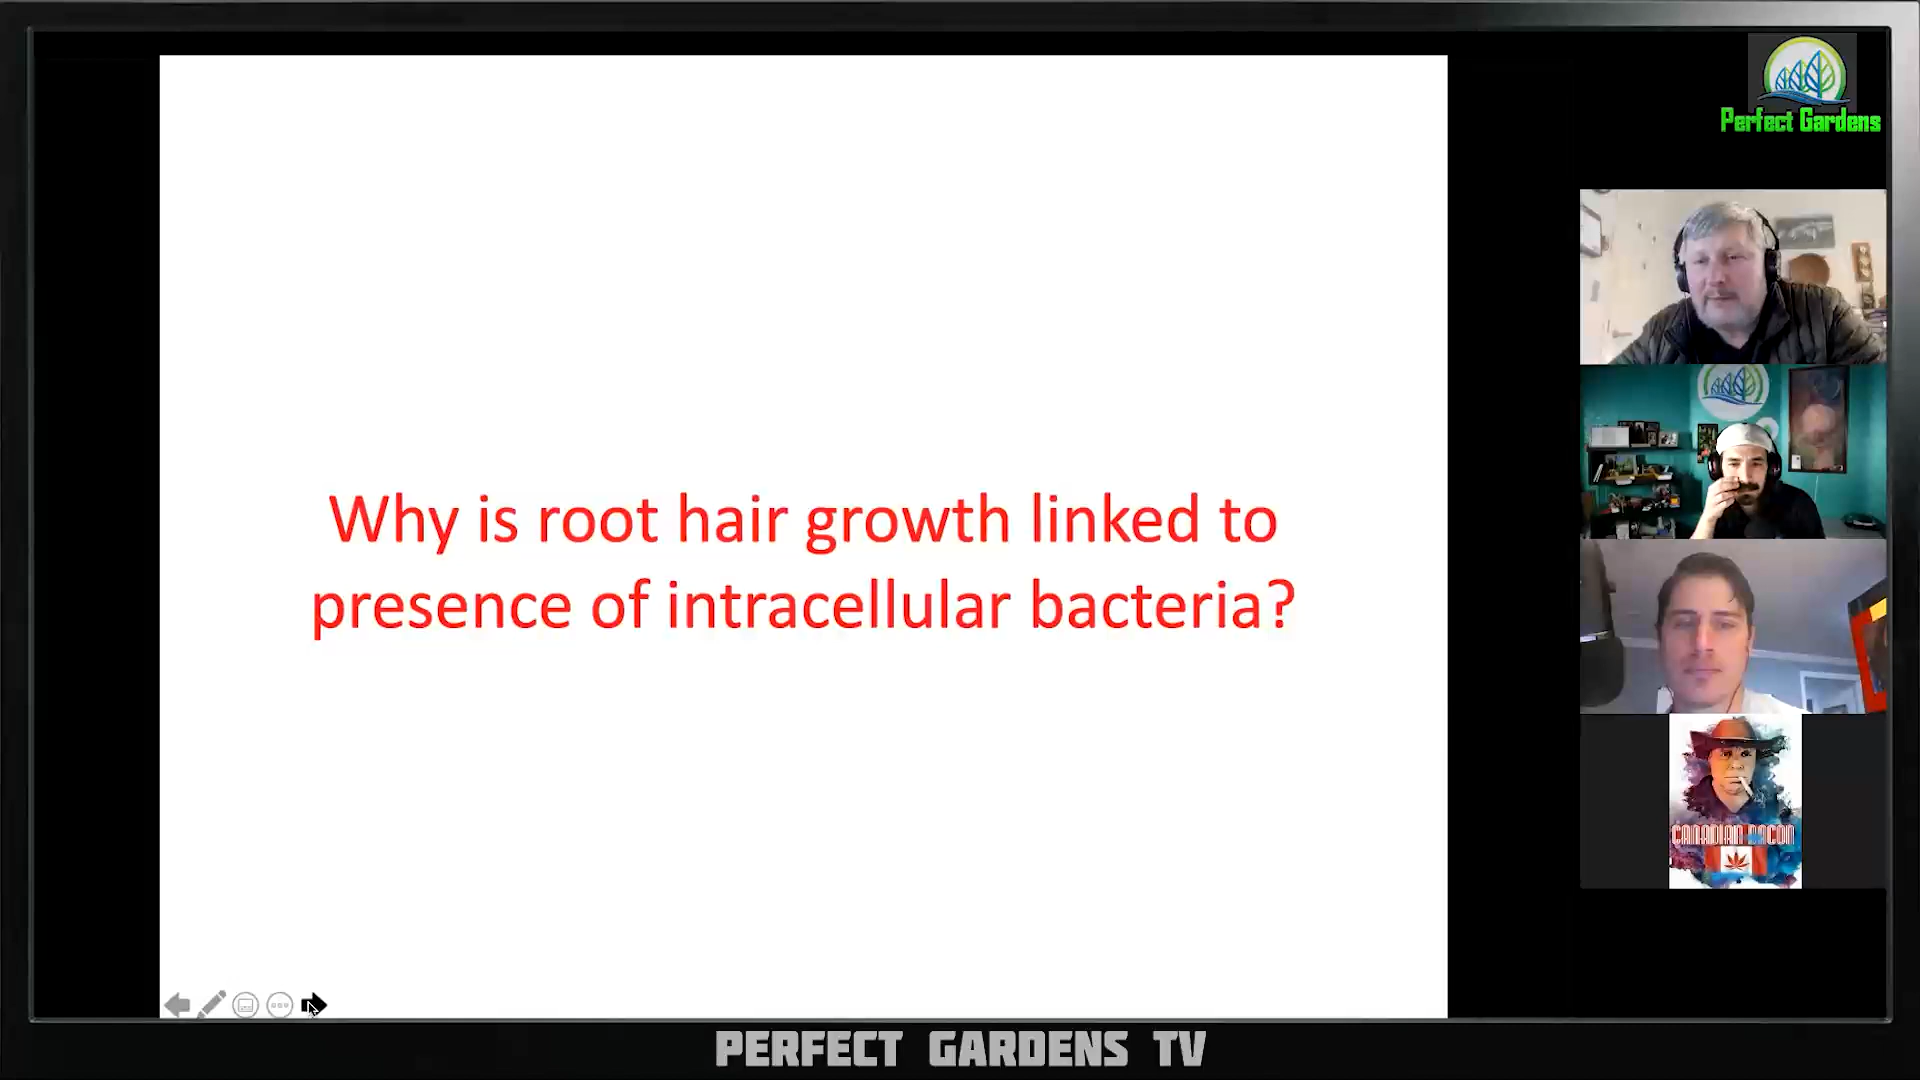 Perfect Gardens
Why is root hair growth linked to
presence of intracellular bacteria?
CANADIAN BACON
PERFECT GARDENS TV